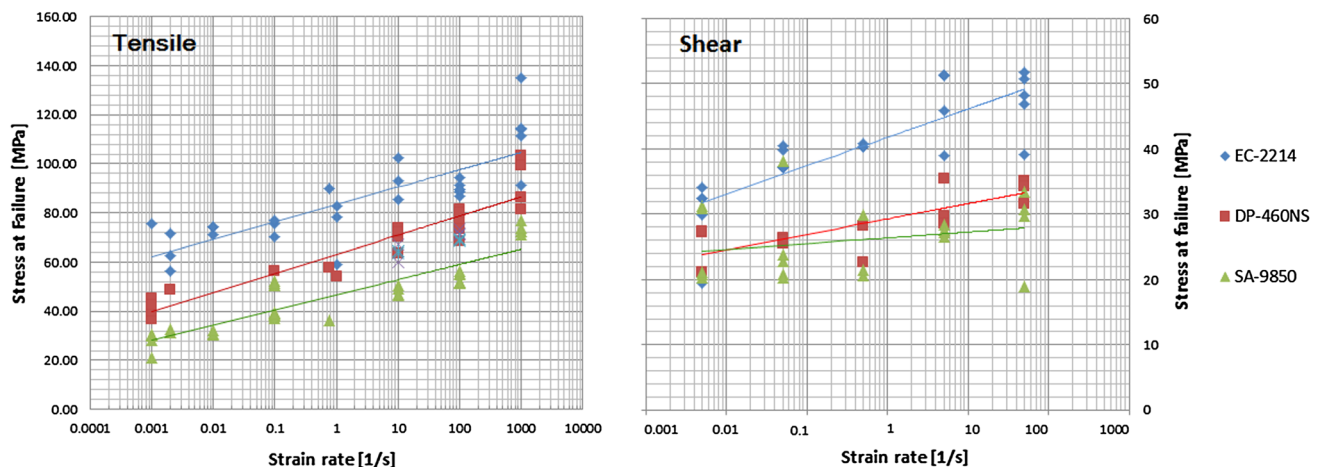 Tensile
Stress at Failure [MPa]
160.00
140.00
120.00
100.00
80.00
60.00
40.00
20.00
0.00
0.0001 0.001 0.01 0.1 1 10 100 1000 10000
Strain rate [1/s]
Shear
60
50
40
30
20
10
0
Stress at failure [MPa]
0.001 0.01 0.1 1 10 100 1000
Strain rate [1/s]
EC-2214
DP-460NS
SA-9850